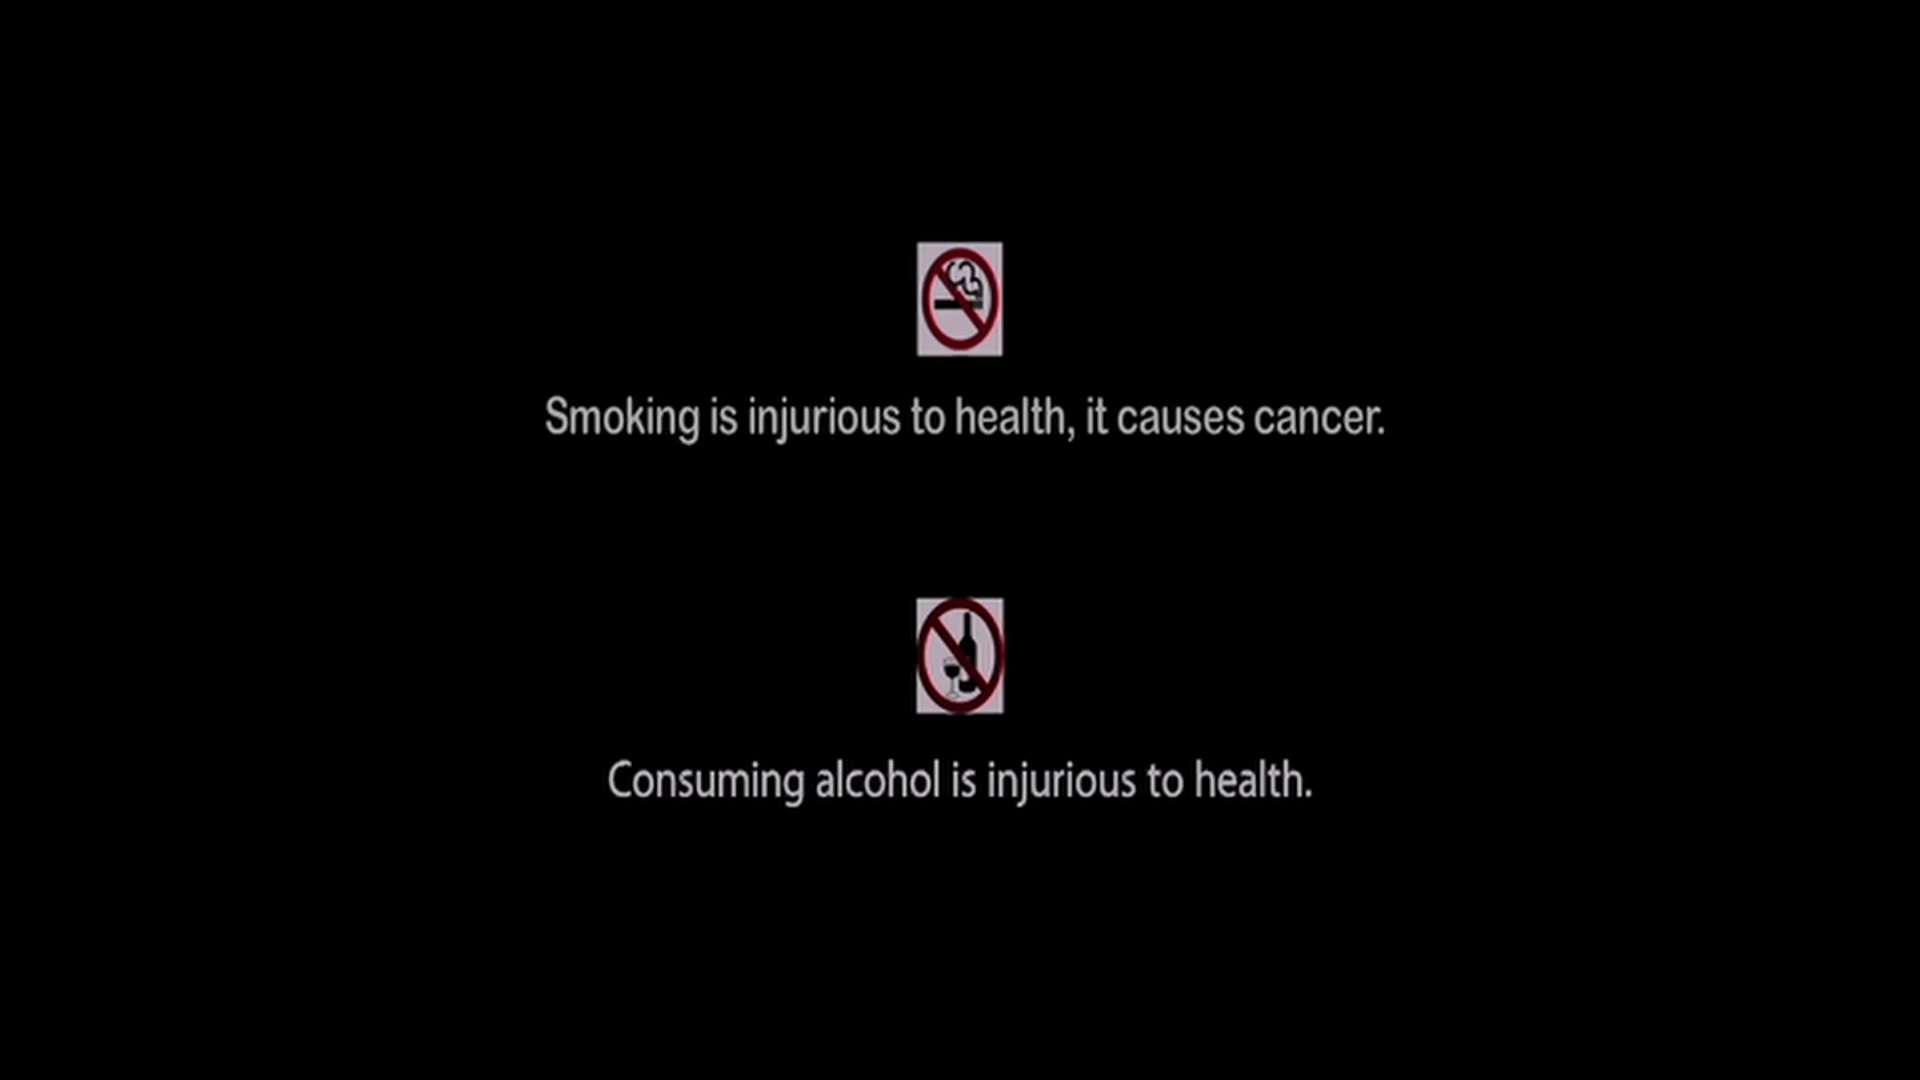 Smoking is injurious to health, it causes cancer.
Consuming alcohol is injurious to health.